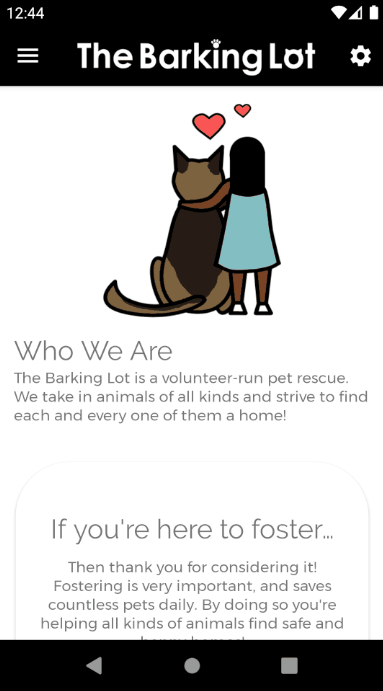 12:44
The Barking Lot
Who We Are
The Barking Lot is a volunteer-run pet rescue.
We take in animals of all kinds and strive to find
each and every one of them a home!
If you're here to foster...
Then thank you for considering it!
Fostering is very important, and saves
countless pets daily. By doing so you're
helping all kinds of animals find safe and